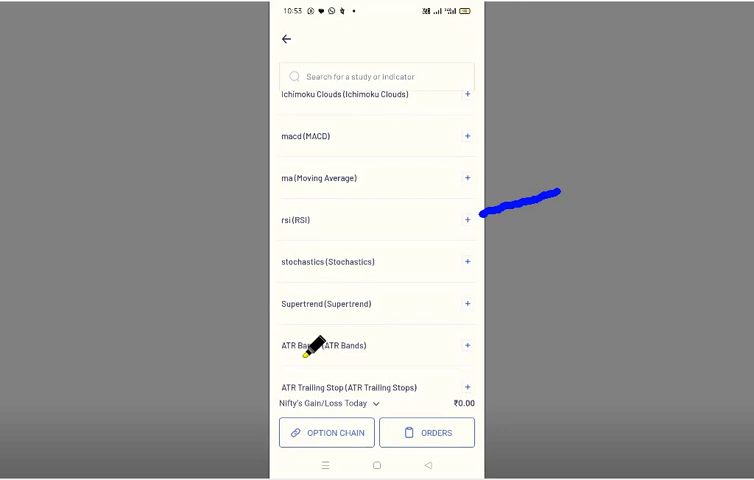 10:53
Search for a study or indicator
Ichimoku Clouds (Ichimoku Clouds)
macd (MACD)
ma (Moving Average)
rsi (RSI)
stochastics (Stochastics)
Supertrend (Supertrend)
ATR (ATR Bands)
ATR Trailing Stop (ATR Trailing Stops)
Nifty's Gain/Loss Today ₹0.00
OPTION CHAIN ORDERS